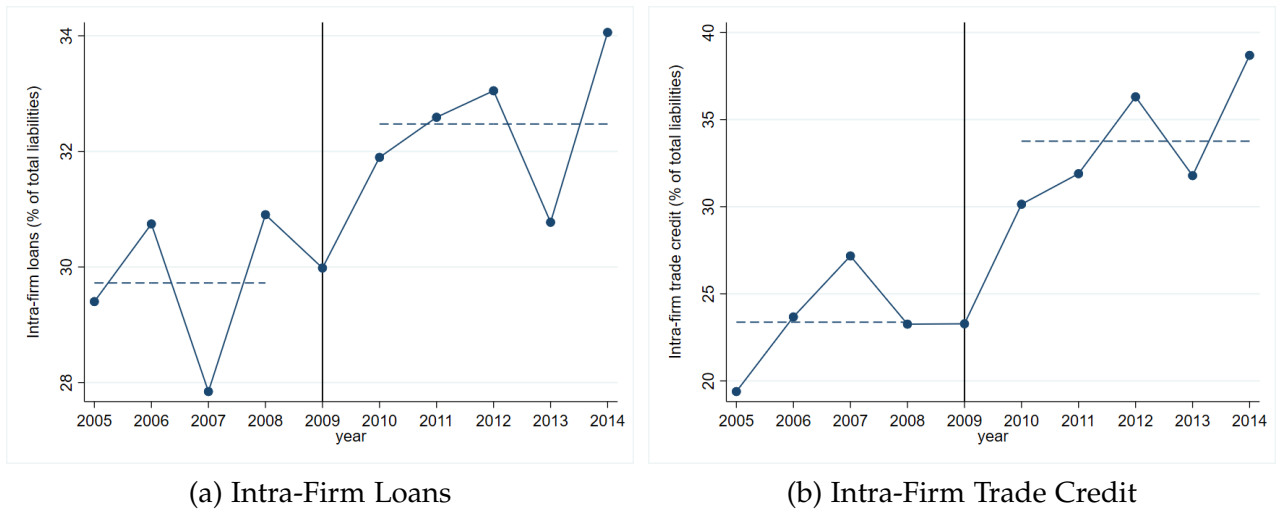 Intra-firm loans (% of total liabilities)
34
32
30
28
2005 2006 2007 2008 2009 2010 2011 2012 2013 2014
year
(a) Intra-Firm Loans
Intra-firm trade credit (% of total liabilities)
40
35
30
25
20
2005 2006 2007 2008 2009 2010 2011 2012 2013 2014
year
(b) Intra-Firm Trade Credit